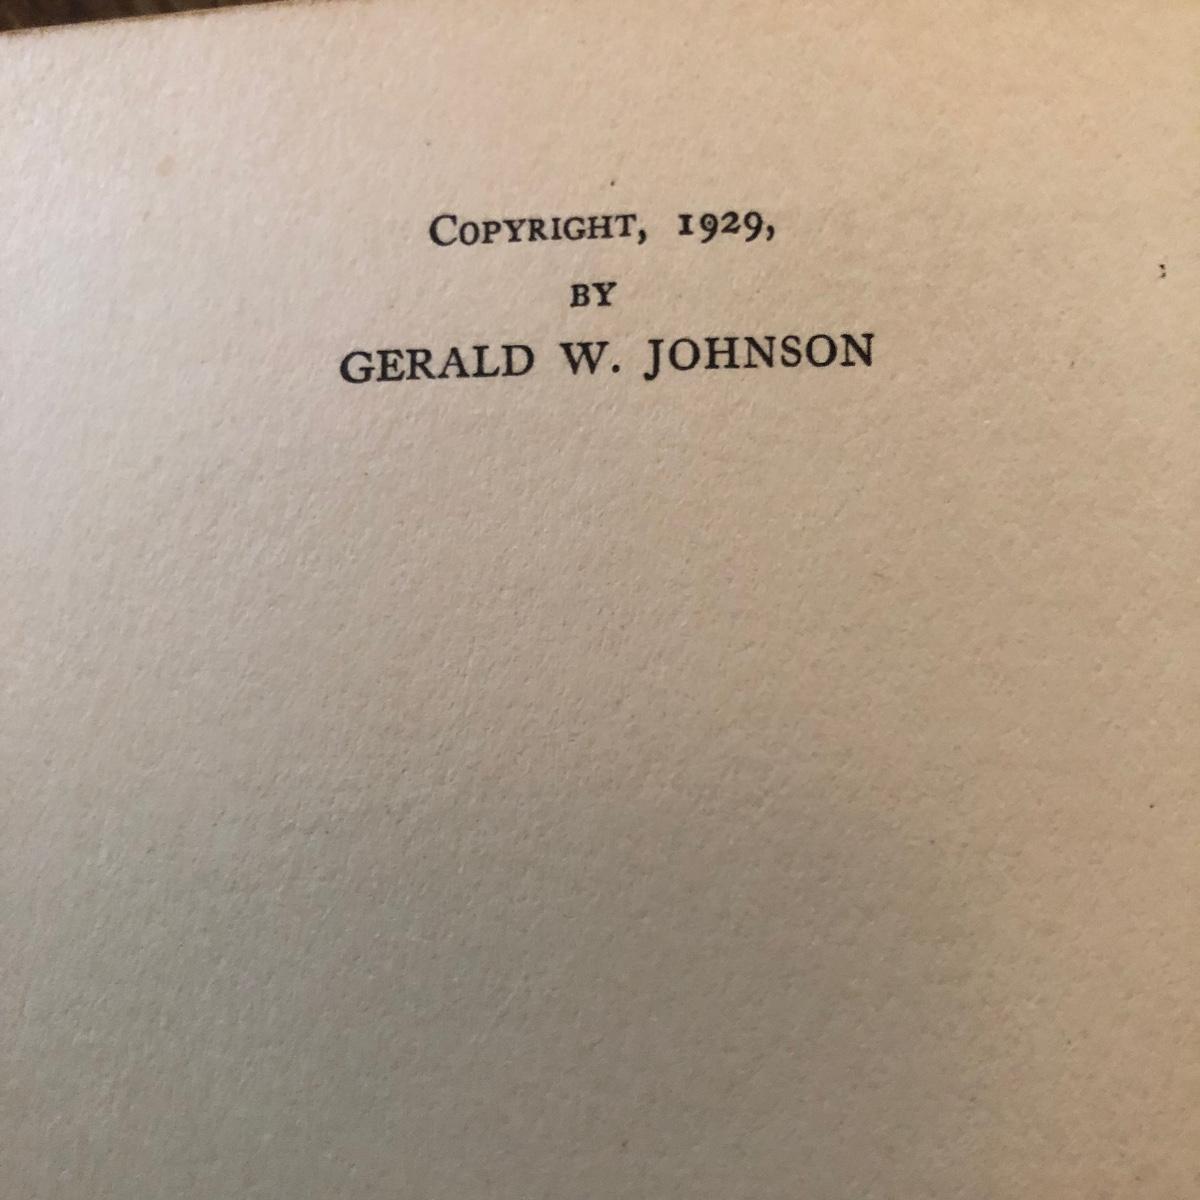 Copyright, 1929,
BY
GERALD W. JOHNSON